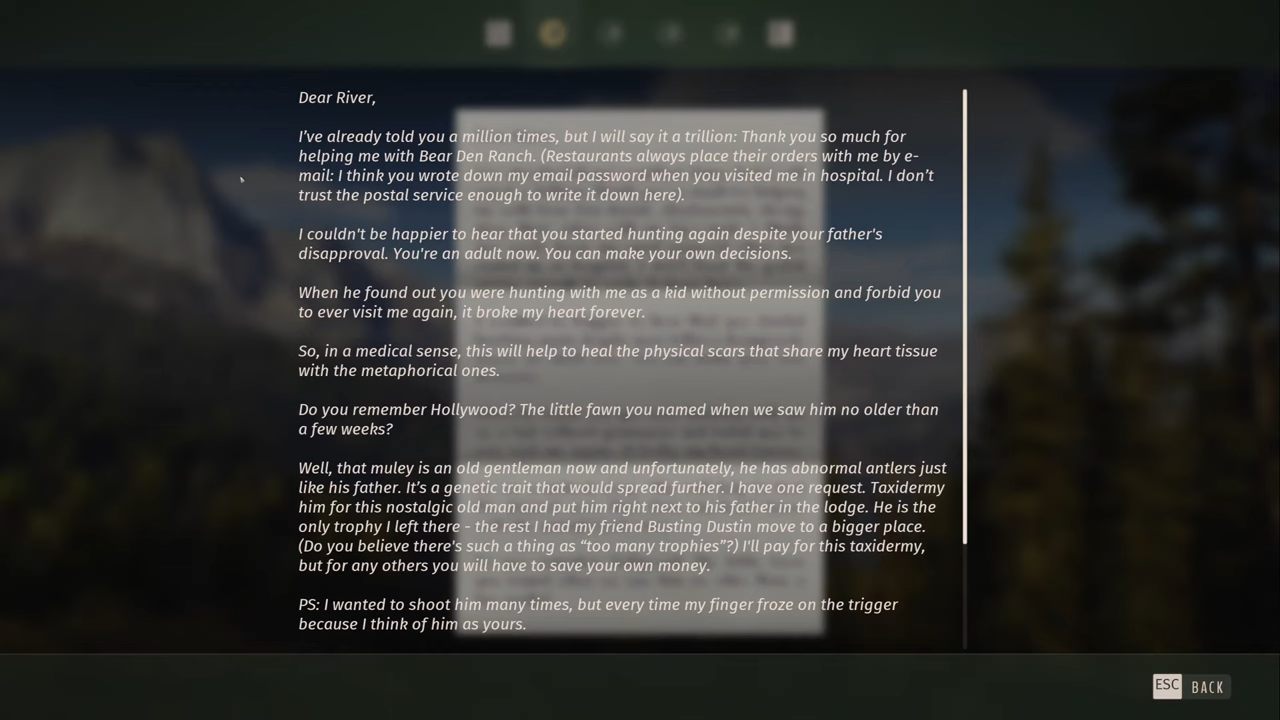 Dear River,
I’ve already told you a million times, but I will say it a trillion: Thank you so much for
helping me with Bear Den Ranch. (Restaurants always place their orders with me by e-
mail: I think you wrote down my email password when you visited me in hospital. I don’t
trust the postal service enough to write it down here).
I couldn't be happier to hear that you started hunting again despite your father's
disapproval. You're an adult now. You can make your own decisions.
When he found out you were hunting with me as a kid without permission and forbid you
to ever visit me again, it broke my heart forever.
So, in a medical sense, this will help to heal the physical scars that share my heart tissue
with the metaphorical ones.
Do you remember Hollywood? The little fawn you named when we saw him no older than
a few weeks?
Well, that muley is an old gentleman now and unfortunately, he has abnormal antlers just
like his father. It’s a genetic trait that would spread further. I have one request. Taxidermy
him for this nostalgic old man and put him right next to his father in the lodge. He is the
only trophy I left there - the rest I had my friend Busting Dustin move to a bigger place.
(Do you believe there's such a thing as “too many trophies”?) I'll pay for this taxidermy,
but for any others you will have to save your own money.
PS: I wanted to shoot him many times, but every time my finger froze on the trigger
because I think of him as yours.
ESC BACK